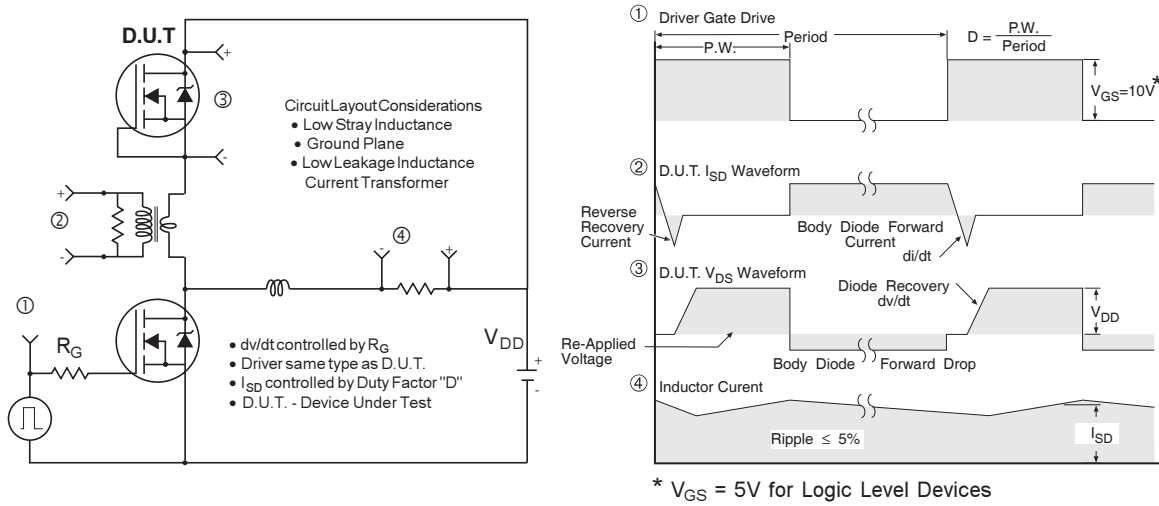 D.U.T
+
③
-
Circuit Layout Considerations
• Low Stray Inductance
• Ground Plane
• Low Leakage Inductance
Current Transformer
+
②
-
④
-
+
①
R_G
• dv/dt controlled by R_G
• Driver same type as D.U.T.
• I_SD controlled by Duty Factor "D"
• D.U.T. - Device Under Test
V_DD
+
-
① Driver Gate Drive
P.W.
Period
D = P.W. / Period
V_GS=10V*
② D.U.T. I_SD Waveform
Reverse
Recovery
Current
Body Diode Forward
Current
di/dt
③ D.U.T. V_DS Waveform
Diode Recovery
dv/dt
V_DD
Re-Applied
Voltage
Body Diode Forward Drop
④ Inductor Curent
Ripple ≤ 5%
I_SD
* V_GS = 5V for Logic Level Devices